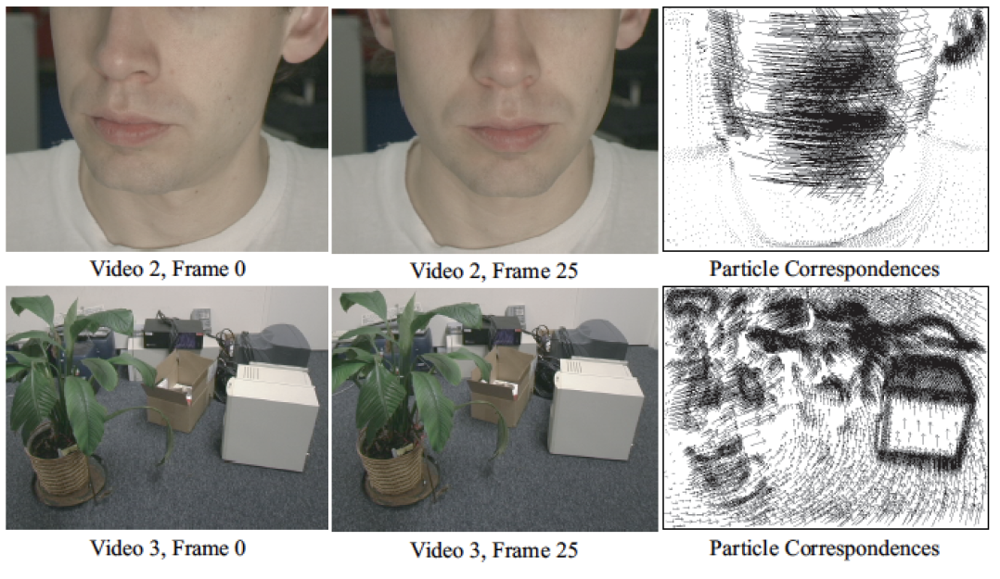 Video 2, Frame 0
Video 2, Frame 25
Particle Correspondences
Video 3, Frame 0
Video 3, Frame 25
Particle Correspondences